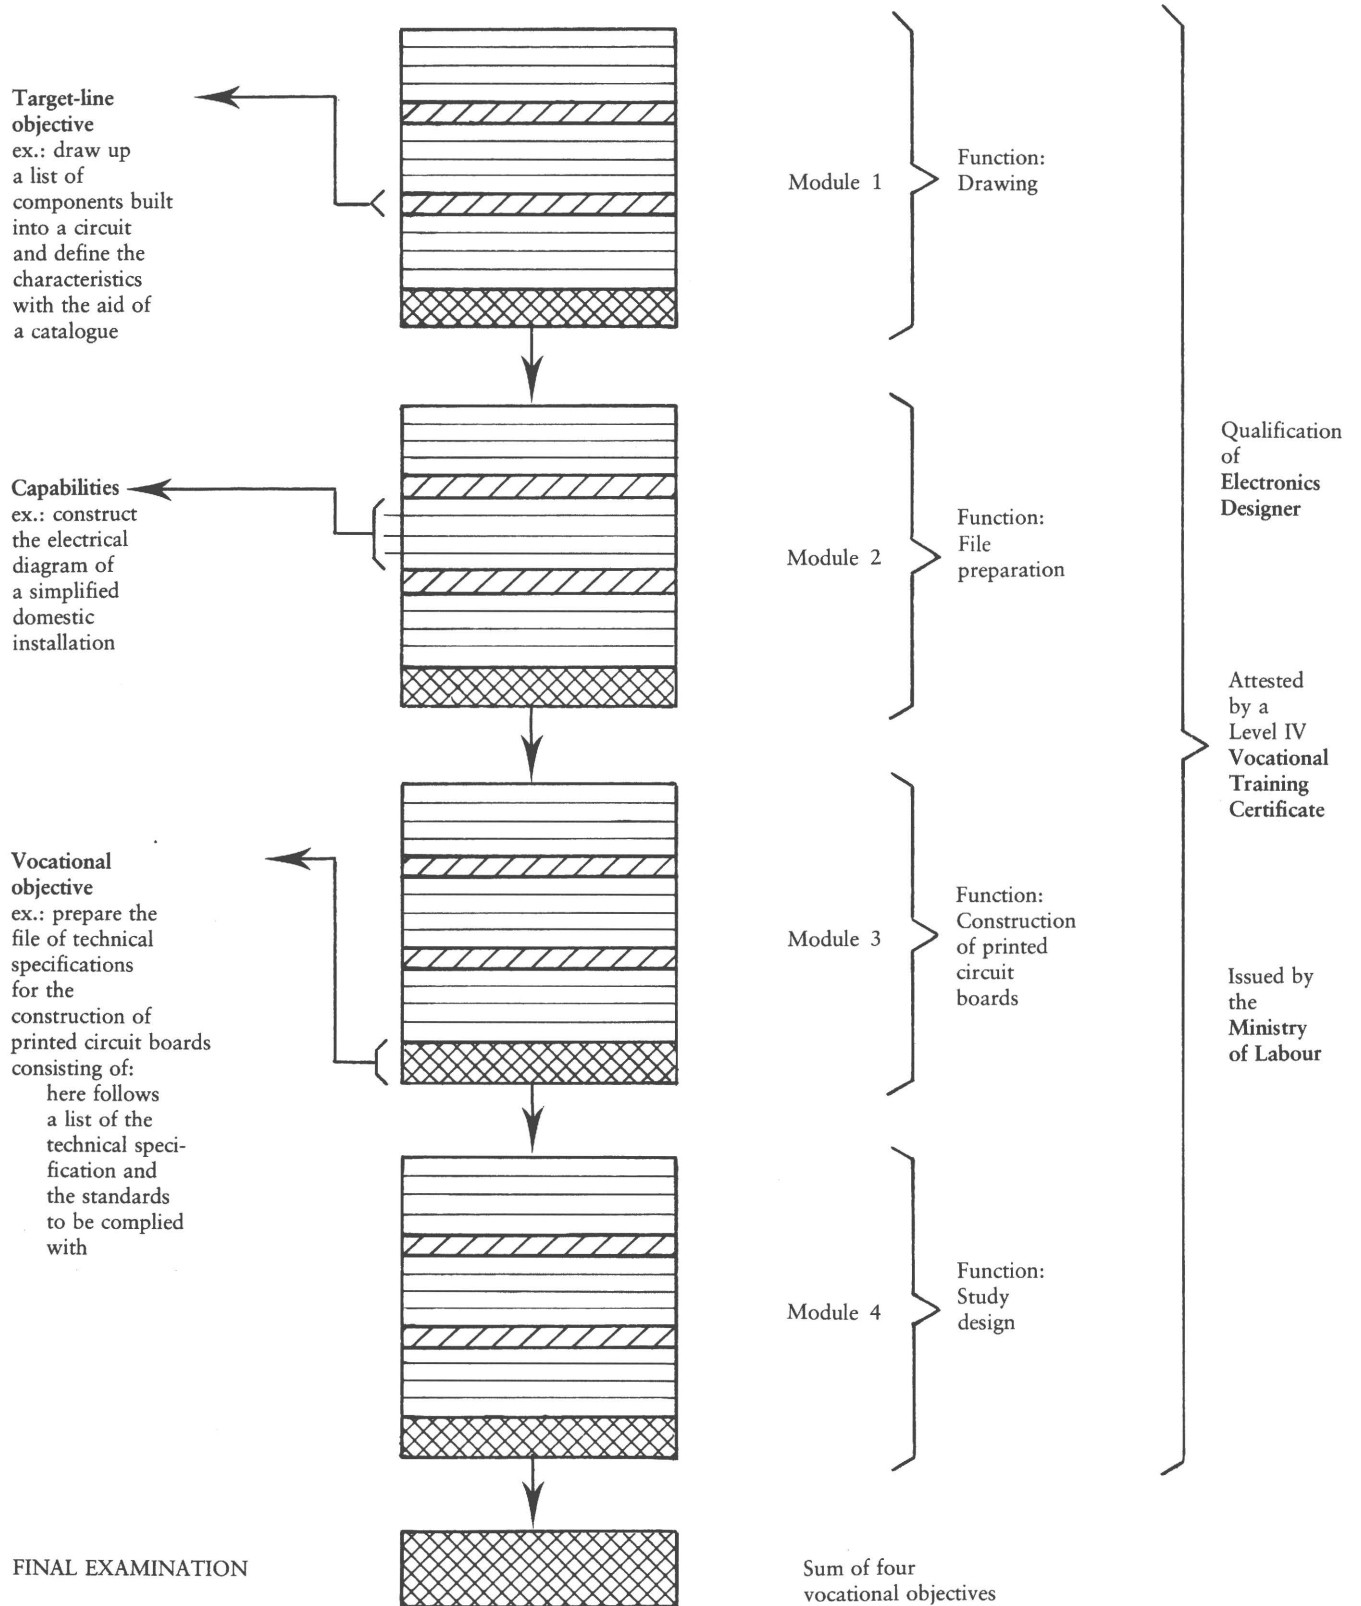 Target-line
objective
ex.: draw up
a list of
components built
into a circuit
and define the
characteristics
with the aid of
a catalogue
Module 1
Function:
Drawing
Capabilities
ex.: construct
the electrical
diagram of
a simplified
domestic
installation
Module 2
Function:
File
preparation
Vocational
objective
ex.: prepare the
file of technical
specifications
for the
construction of
printed circuit boards
consisting of:
here follows
a list of the
technical speci-
fication and
the standards
to be complied
with
Module 3
Function:
Construction
of printed
circuit
boards
Module 4
Function:
Study
design
Qualification
of
Electronics
Designer
Attested
by a
Level IV
Vocational
Training
Certificate
Issued by
the
Ministry
of Labour
FINAL EXAMINATION
Sum of four
vocational objectives